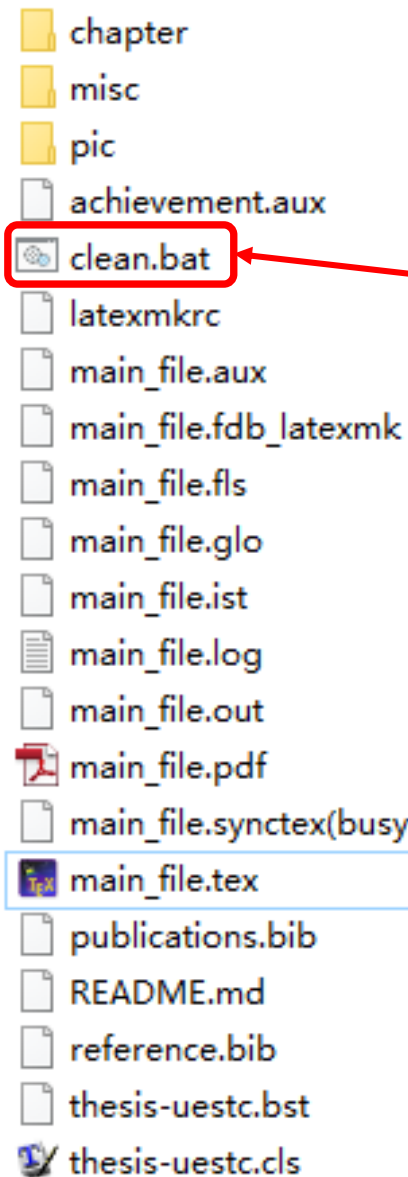 chapter
misc
pic
achievement.aux
clean.bat
latexmkrc
main_file.aux
main_file.fdb_latexmk
main_file.fls
main_file.glo
main_file.ist
main_file.log
main_file.out
main_file.pdf
main_file.synctex(busy
main_file.tex
publications.bib
README.md
reference.bib
thesis-uestc.bst
thesis-uestc.cls